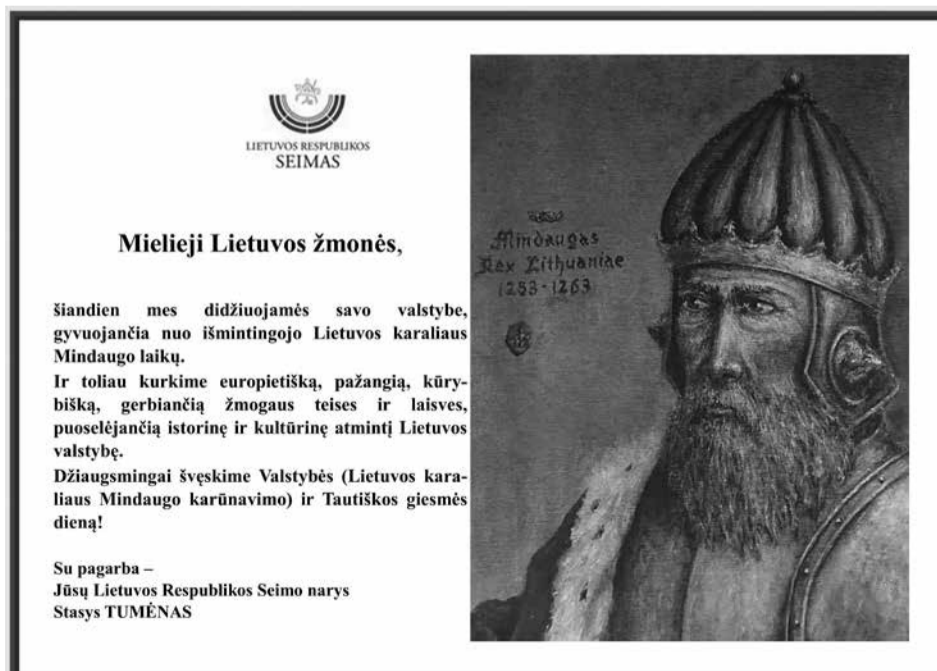 LIETUVOS RESPUBLIKOS
SEIMAS
Mielieji Lietuvos žmonės,
šiandien mes didžiuojamės savo valstybe,
gyvuojančia nuo išmintingojo Lietuvos karaliaus
Mindaugo laikų.
Ir toliau kurkime europietišką, pažangią, kūry-
bišką, gerbiančią žmogaus teises ir laisves,
puoselėjančią istorinę ir kultūrinę atmintį Lietuvos
valstybę.
Džiaugsmingai švęskime Valstybės (Lietuvos kara-
liaus Mindaugo karūnavimo) ir Tautiškos giesmės
dieną!
Su pagarba –
Jūsų Lietuvos Respublikos Seimo narys
Stasys TUMĖNAS
Mindaugas
Rex Lithuaniae
1253-1263